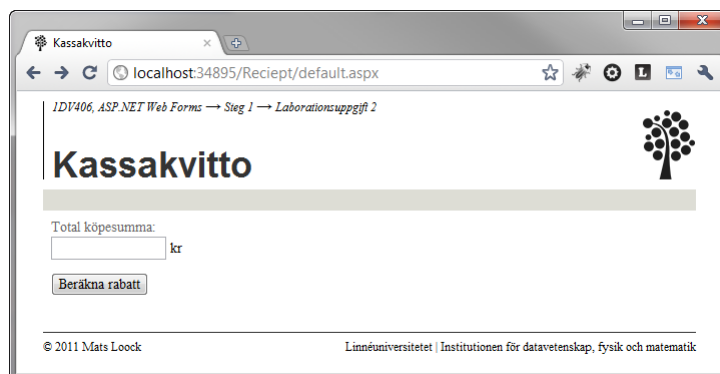 Kassakvitto
localhost:34895/Reciept/default.aspx
L
1DV406, ASP.NET Web Forms → Steg 1 → Laborationsuppgift 2
Kassakvitto
Total köpesumma:
kr
Beräkna rabatt
© 2011 Mats Loock
Linnéuniversitetet | Institutionen för datavetenskap, fysik och matematik